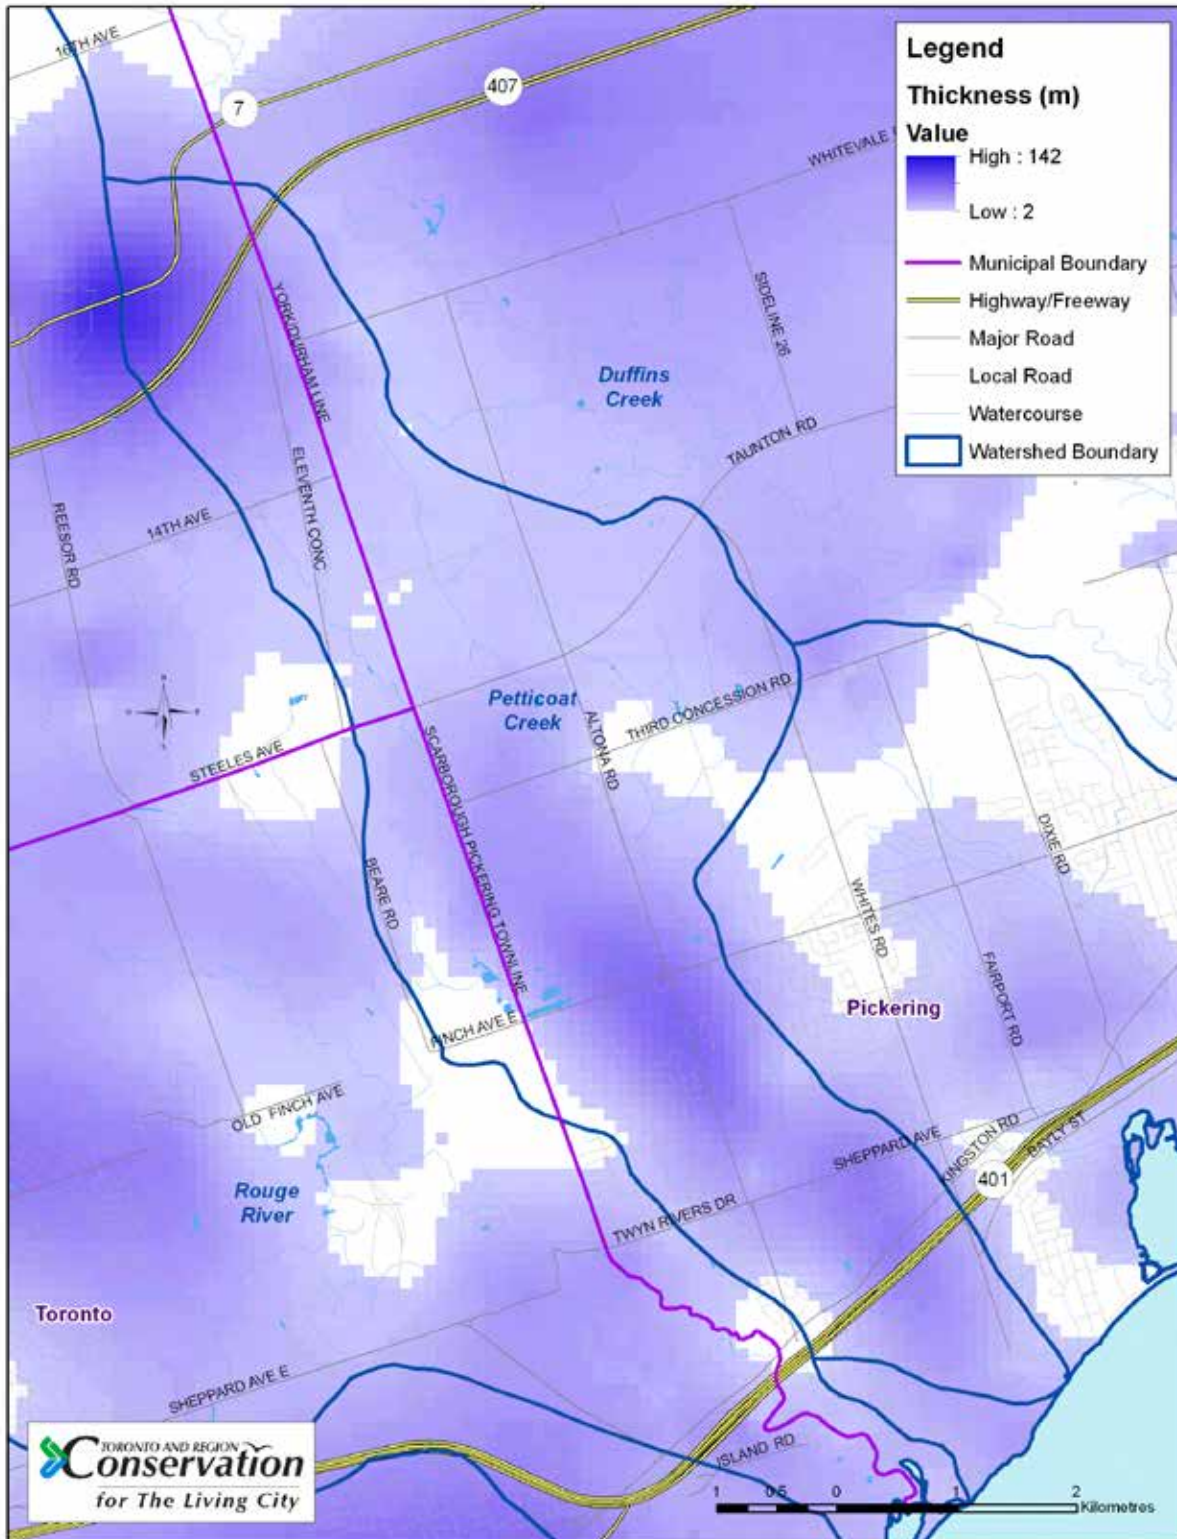 Legend
Thickness (m)
Value
High : 142
Low : 2
Municipal Boundary
Highway/Freeway
Major Road
Local Road
Watercourse
Watershed Boundary
16TH AVE
7
407
WHITEVALE
YORK/DURHAM LINE
SIDELINE 26
Duffins
Creek
TAUNTON RD
ELEVENTH CONC
REESOR RD
14TH AVE
Petticoat
Creek
THIRD CONCESSION RD
ALTONA RD
STEELES AVE
SCARBOROUGH PICKERING TOWNLINE
BEARE RD
DIXIE RD
WHITES RD
FAIRPORT RD
Pickering
FINCH AVE E
OLD FINCH AVE
SHEPPARD AVE
KINGSTON RD
BAYLY ST
401
Rouge
River
TWYN RIVERS DR
Toronto
SHEPPARD AVE E
ISLAND RD
TORONTO AND REGION
Conservation
for The Living City
1 0.5 0 1 2
Kilometres